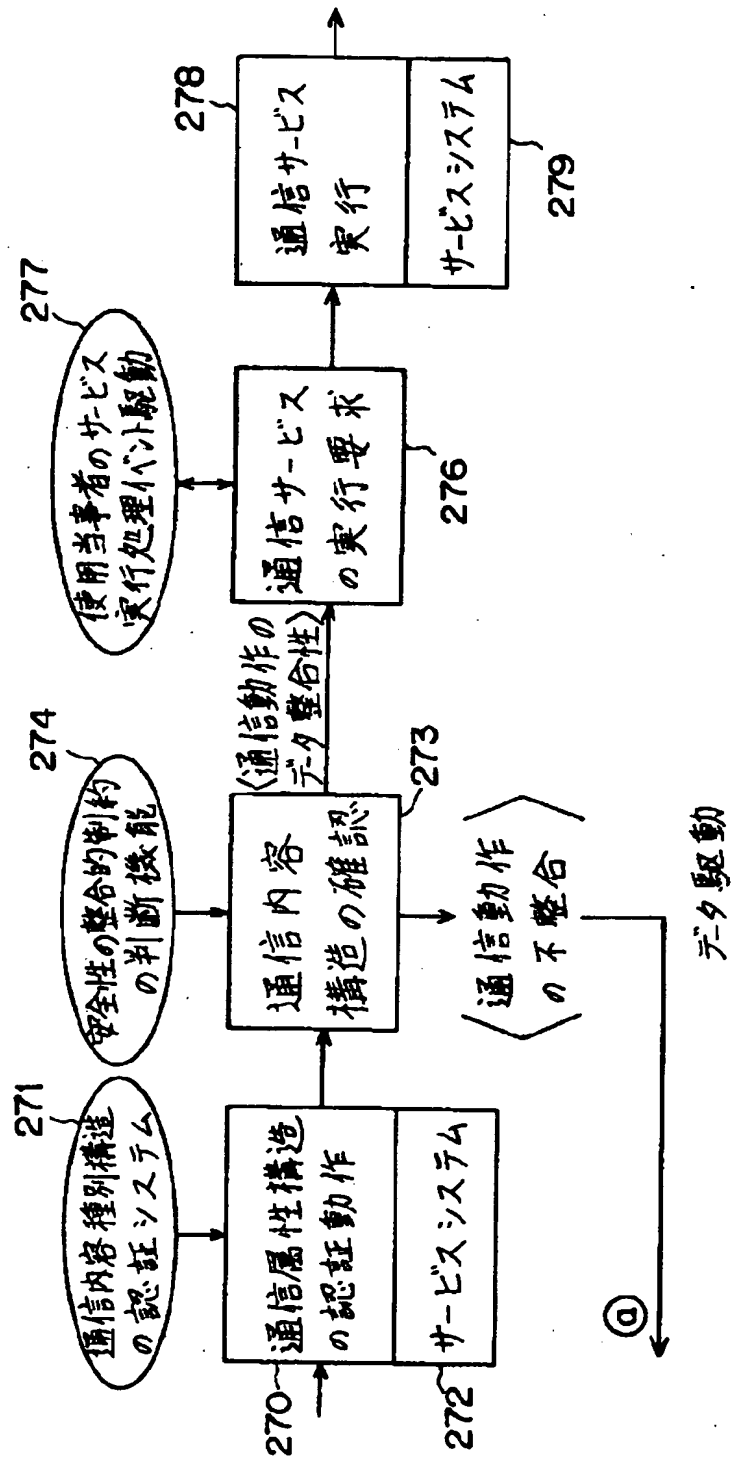 271
通信内容種別構造
の認証システム
270
通信属性構造
の認証動作
サービスシステム
272
274
安全性の整合的制約
の判断機能
通信内容
構造の確認
273
〈通信動作の
データ整合性〉
〈通信動作
の不整合〉
277
使用当事者のサービス
実行処理イベント駆動
通信サービス
の実行要求
276
278
通信サービス
実行
サービスシステム
279
ⓐ
データ駆動